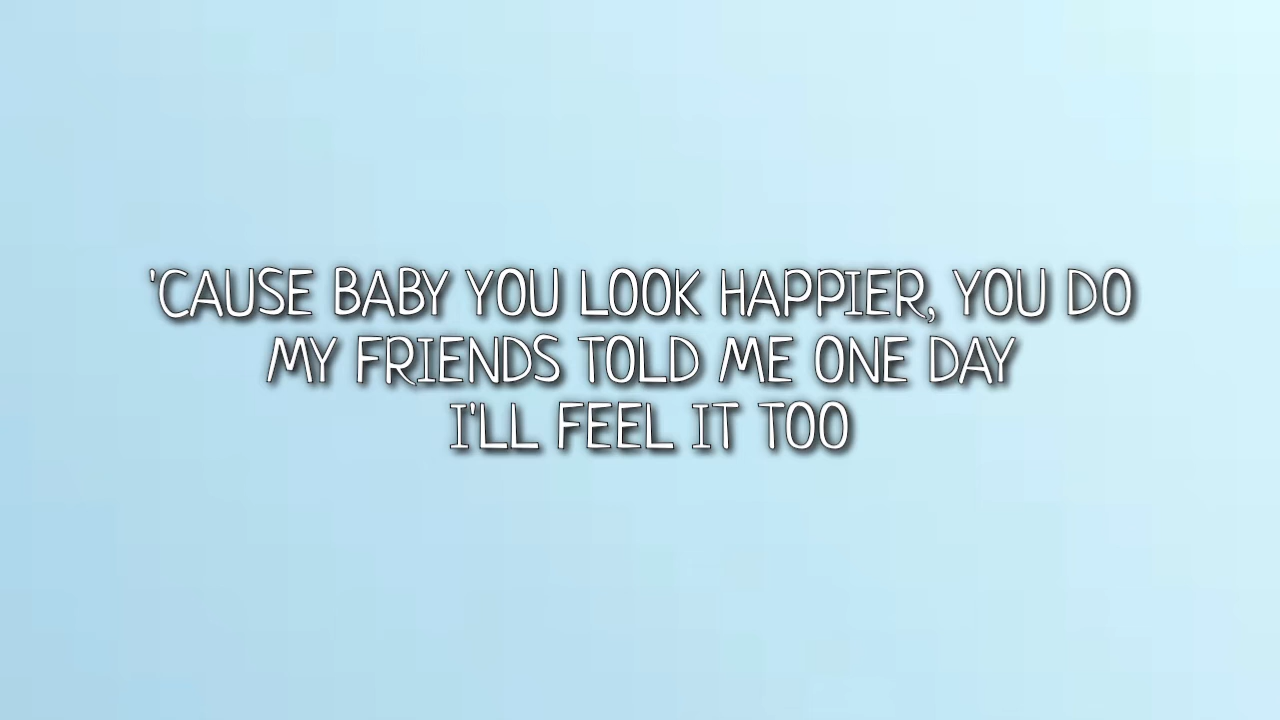 'CAUSE BABY YOU LOOK HAPPIER, YOU DO
MY FRIENDS TOLD ME ONE DAY
I'LL FEEL IT TOO